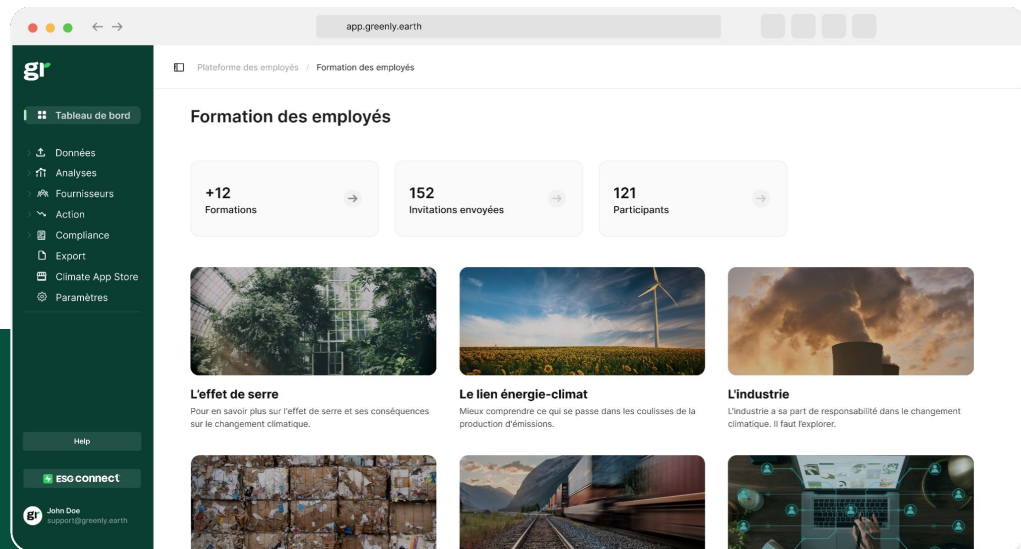 app.greenly.earth
gr
Plateforme des employés / Formation des employés
Tableau de bord
Données
Analyses
Fournisseurs
Action
Compliance
Export
Climate App Store
Paramètres
Help
ESG connect
gr
John Doe
support@greenly.earth
Formation des employés
+12
Formations
152
Invitations envoyées
121
Participants
L'effet de serre
Pour en savoir plus sur l'effet de serre et ses conséquences
sur le changement climatique.
Le lien énergie-climat
Mieux comprendre ce qui se passe dans les coulisses de la
production d'émissions.
L'industrie
L'industrie a sa part de responsabilité dans le changement
climatique. Il faut l'explorer.